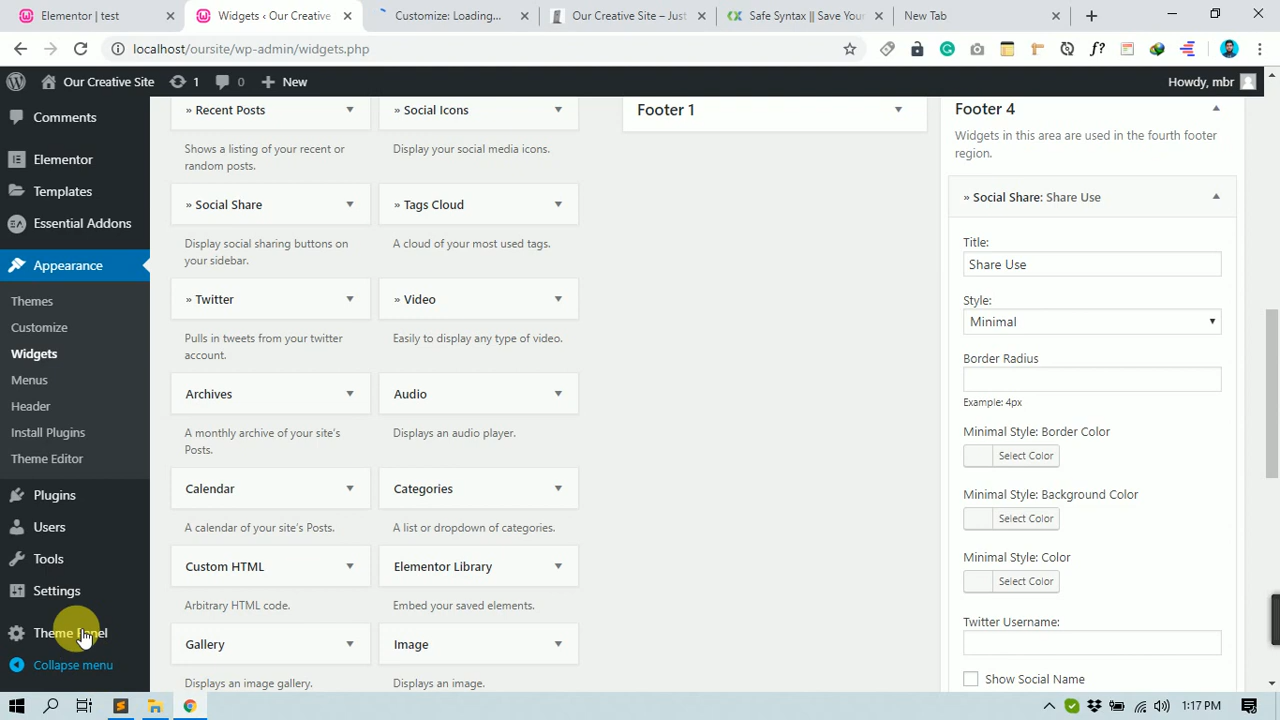 Elementor | test
Widgets ‹ Our Creative
Customize: Loading...
Our Creative Site – Just
Safe Syntax || Save Your
New Tab
localhost/oursite/wp-admin/widgets.php
f?
Our Creative Site
1
0
New
Howdy, mbr
Comments
Elementor
Templates
EA Essential Addons
Appearance
Themes
Customize
Widgets
Menus
Header
Install Plugins
Theme Editor
Plugins
Users
Tools
Settings
Theme Panel
Collapse menu
» Recent Posts
Shows a listing of your recent or
random posts.
» Social Icons
Display your social media icons.
» Social Share
Display social sharing buttons on
your sidebar.
» Tags Cloud
A cloud of your most used tags.
» Twitter
Pulls in tweets from your twitter
account.
» Video
Easily to display any type of video.
Archives
A monthly archive of your site's
Posts.
Audio
Displays an audio player.
Calendar
A calendar of your site's Posts.
Categories
A list or dropdown of categories.
Custom HTML
Arbitrary HTML code.
Elementor Library
Embed your saved elements.
Gallery
Displays an image gallery.
Image
Displays an image.
Footer 1
Footer 4
Widgets in this area are used in the fourth footer
region.
» Social Share: Share Use
Title:
Share Use
Style:
Minimal
Border Radius
Example: 4px
Minimal Style: Border Color
Select Color
Minimal Style: Background Color
Select Color
Minimal Style: Color
Select Color
Twitter Username:
Show Social Name
1:17 PM